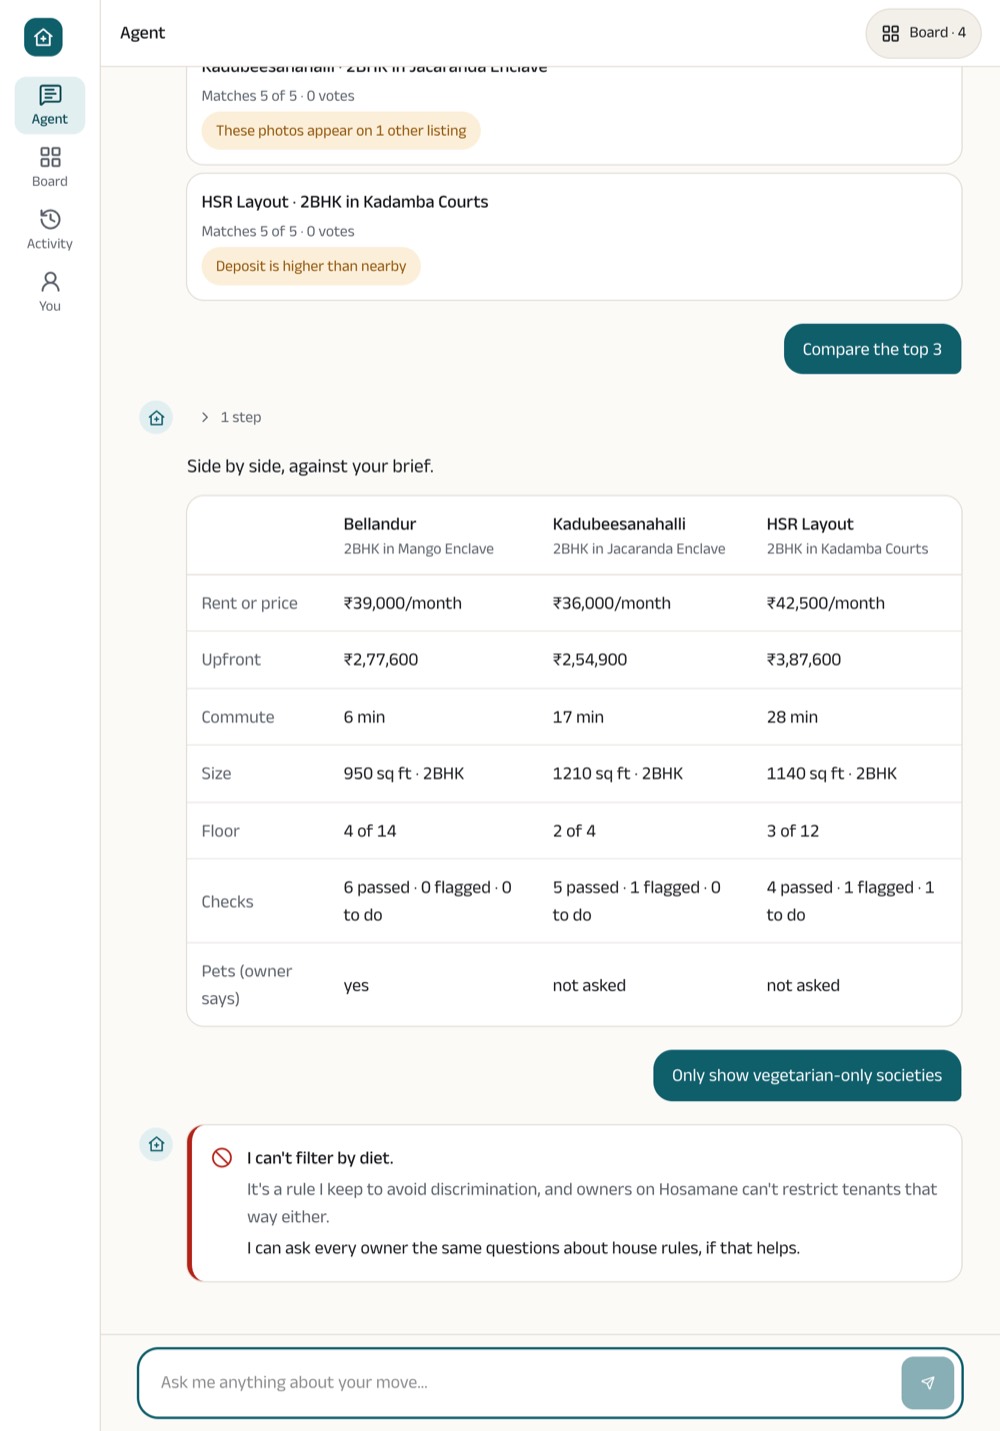 Agent
Board · 4
Agent
Board
Activity
You
Kadubeesanahalli · 2BHK in Jacaranda Enclave
Matches 5 of 5 · 0 votes
These photos appear on 1 other listing
HSR Layout · 2BHK in Kadamba Courts
Matches 5 of 5 · 0 votes
Deposit is higher than nearby
Compare the top 3
1 step
Side by side, against your brief.
Bellandur Kadubeesanahalli HSR Layout
2BHK in Mango Enclave 2BHK in Jacaranda Enclave 2BHK in Kadamba Courts
Rent or price ₹39,000/month ₹36,000/month ₹42,500/month
Upfront ₹2,77,600 ₹2,54,900 ₹3,87,600
Commute 6 min 17 min 28 min
Size 950 sq ft · 2BHK 1210 sq ft · 2BHK 1140 sq ft · 2BHK
Floor 4 of 14 2 of 4 3 of 12
Checks 6 passed · 0 flagged · 0 to do 5 passed · 1 flagged · 0 to do 4 passed · 1 flagged · 1 to do
Pets (owner says) yes not asked not asked
Only show vegetarian-only societies
I can't filter by diet.
It's a rule I keep to avoid discrimination, and owners on Hosamane can't restrict tenants that
way either.
I can ask every owner the same questions about house rules, if that helps.
Ask me anything about your move...